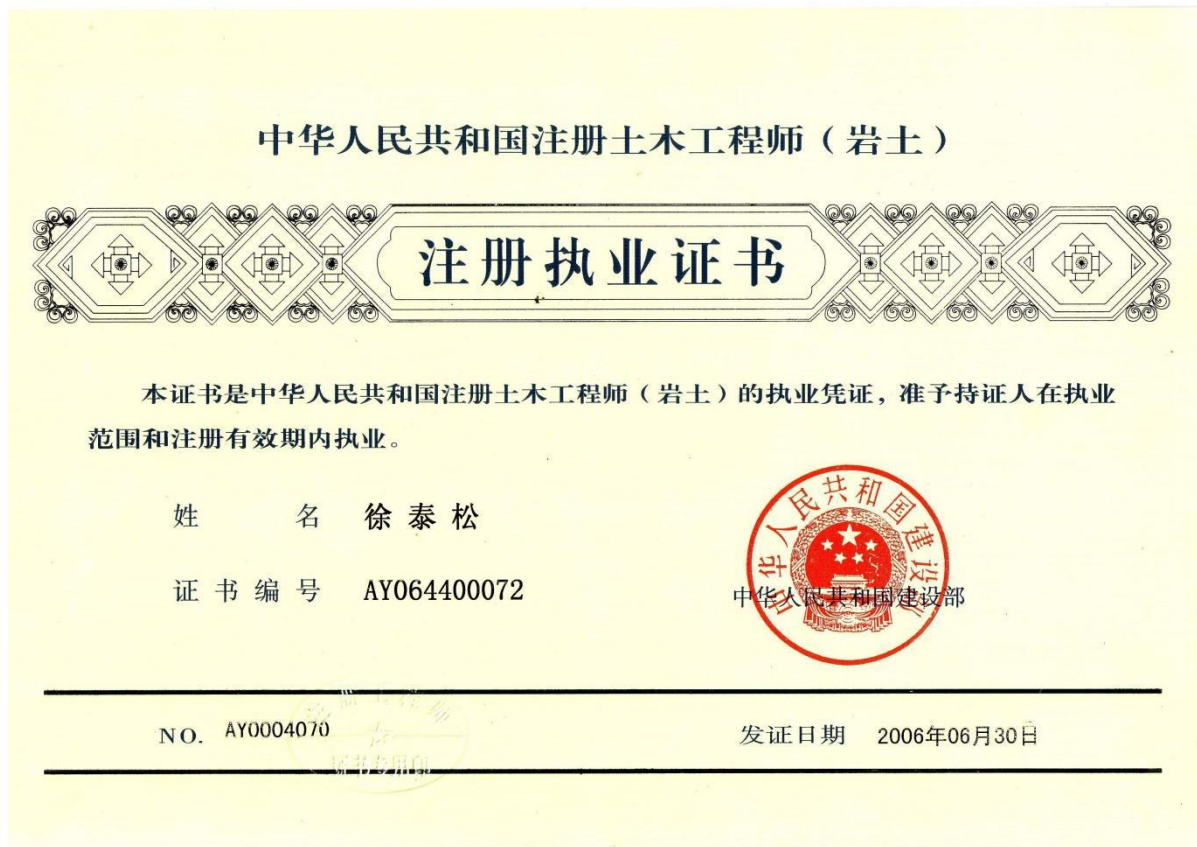 中华人民共和国注册土木工程师（岩土）
注册执业证书
本证书是中华人民共和国注册土木工程师（岩土）的执业凭证，准予持证人在执业
范围和注册有效期内执业。
姓 名 徐泰松
证书编号 AY064400072
中华人民共和国建设部
中华人民共和国建设部
NO. AY0004070 发证日期 2006年06月30日
证书专用印